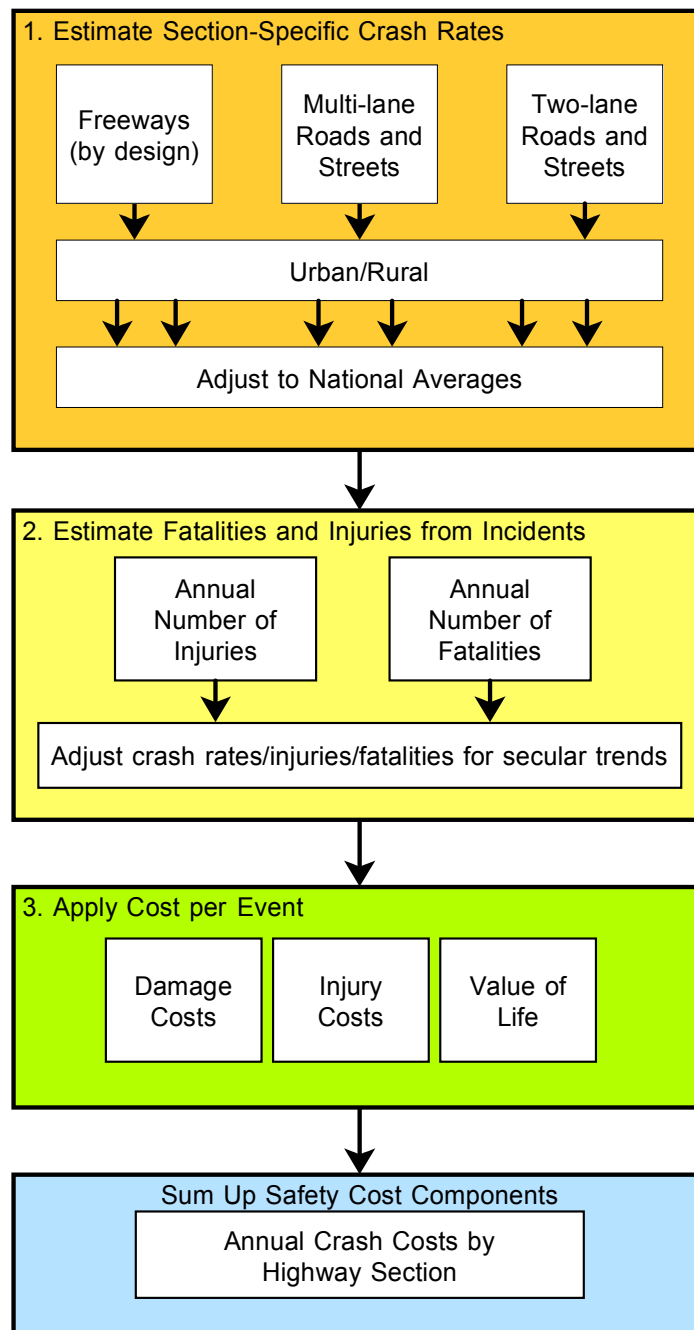 1. Estimate Section-Specific Crash Rates
Freeways
(by design)
Multi-lane
Roads and
Streets
Two-lane
Roads and
Streets
Urban/Rural
Adjust to National Averages
2. Estimate Fatalities and Injuries from Incidents
Annual
Number of
Injuries
Annual
Number of
Fatalities
Adjust crash rates/injuries/fatalities for secular trends
3. Apply Cost per Event
Damage
Costs
Injury
Costs
Value of
Life
Sum Up Safety Cost Components
Annual Crash Costs by
Highway Section